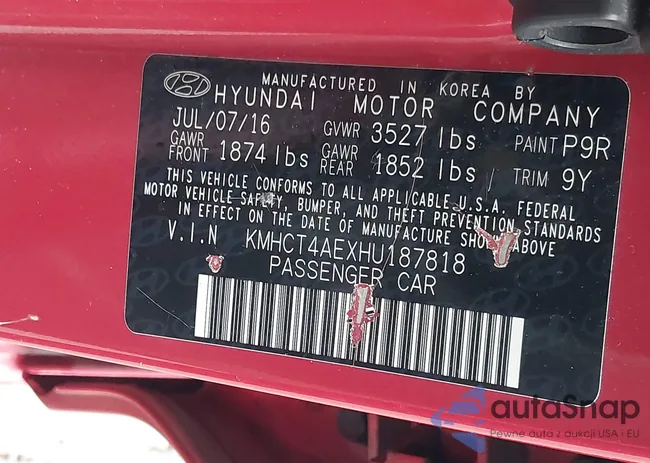 MANUFACTURED IN KOREA BY
HYUNDAI MOTOR COMPANY
JUL/07/16 GVWR 3527 lbs PAINT P9R
GAWR FRONT 1874 lbs GAWR REAR 1852 lbs TRIM 9Y
THIS VEHICLE CONFORMS TO ALL APPLICABLE U.S.A. FEDERAL
MOTOR VEHICLE SAFETY, BUMPER, AND THEFT PREVENTION STANDARDS
IN EFFECT ON THE DATE OF MANUFACTURE SHOWN ABOVE
V.I.N KMHCT4AEXHU187818
PASSENGER CAR
autaSnap
Pewne auta z aukcji USA i EU